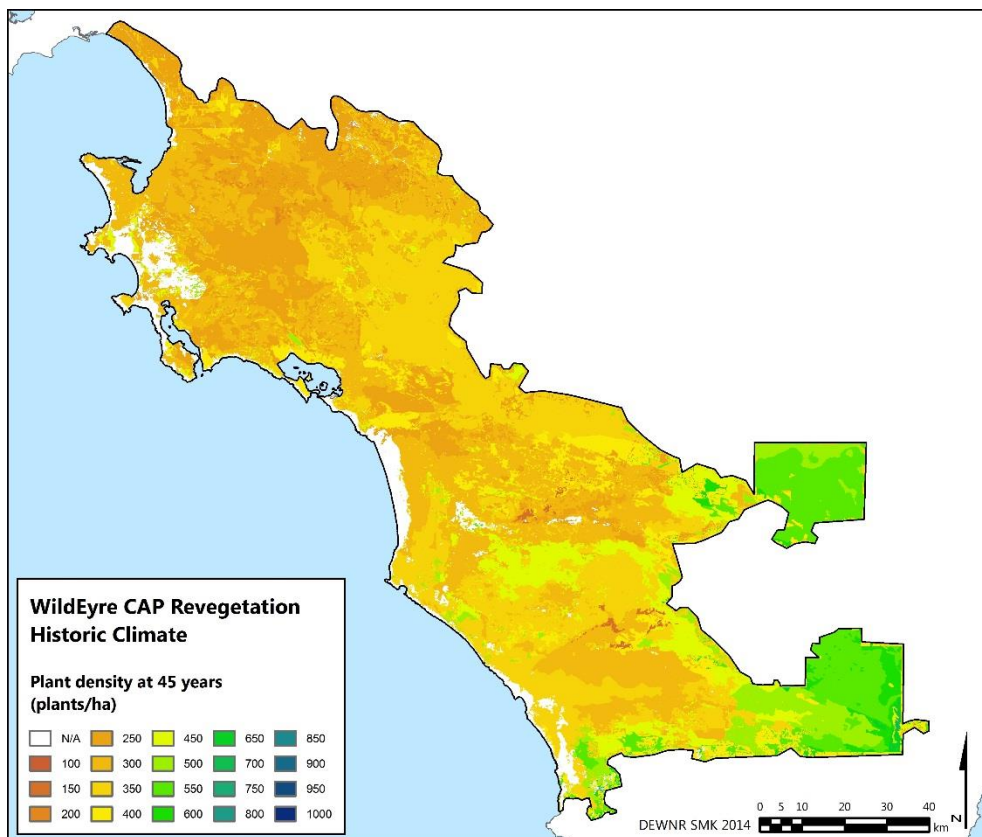 WildEyre CAP Revegetation
Historic Climate
Plant density at 45 years
(plants/ha)
N/A 250 450 650 850
100 300 500 700 900
150 350 550 750 950
200 400 600 800 1000
DEWNR SMK 2014
0 5 10 20 30 40
km
N